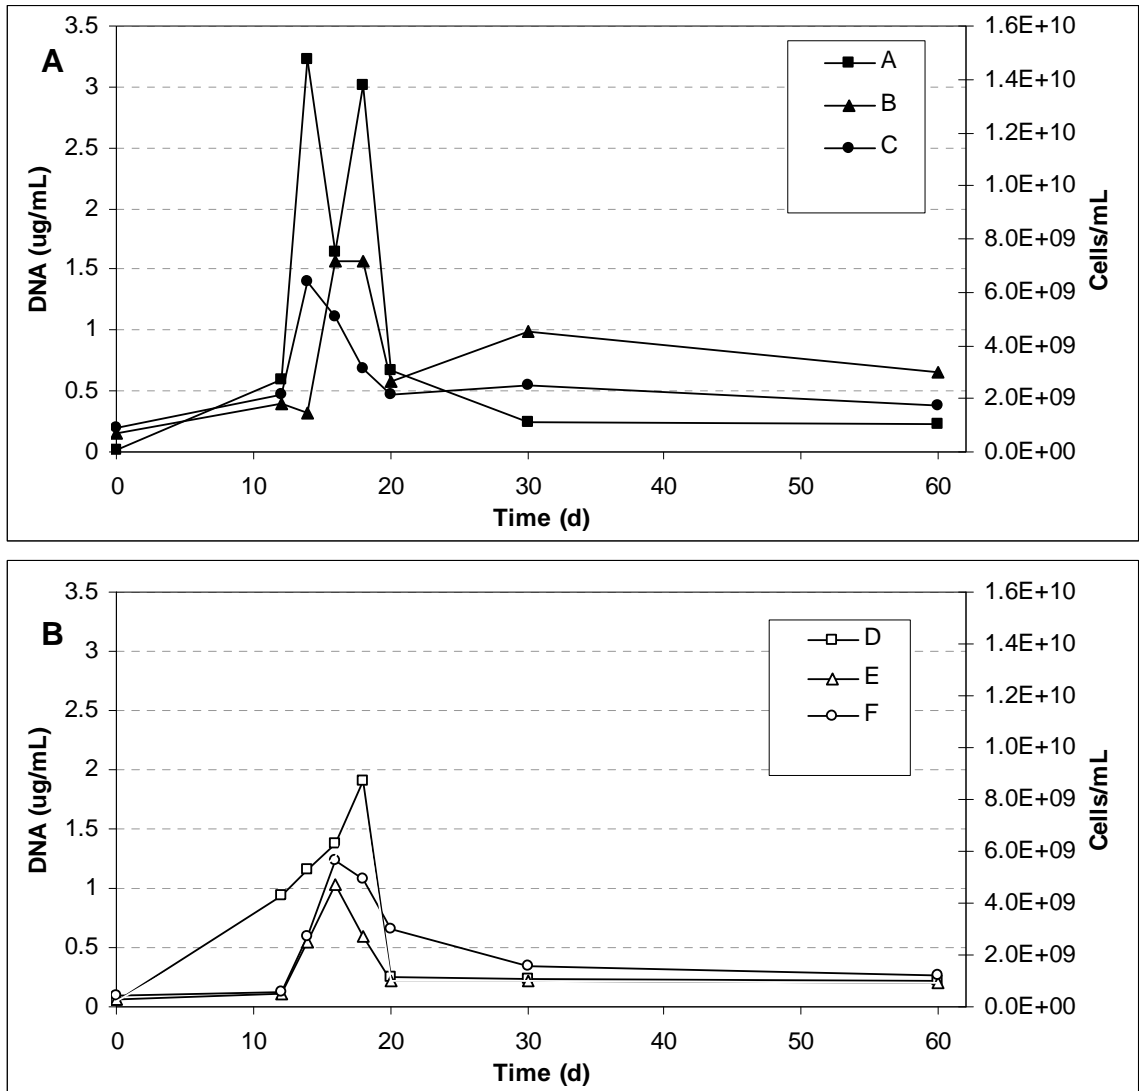 A
3.5
3
2.5
2
1.5
1
0.5
0
DNA (ug/mL)
1.6E+10
1.4E+10
1.2E+10
1.0E+10
8.0E+09
6.0E+09
4.0E+09
2.0E+09
0.0E+00
Cells/mL
A
B
C
0 10 20 30 40 50 60
Time (d)
B
3.5
3
2.5
2
1.5
1
0.5
0
DNA (ug/mL)
1.6E+10
1.4E+10
1.2E+10
1.0E+10
8.0E+09
6.0E+09
4.0E+09
2.0E+09
0.0E+00
Cells/mL
D
E
F
0 10 20 30 40 50 60
Time (d)